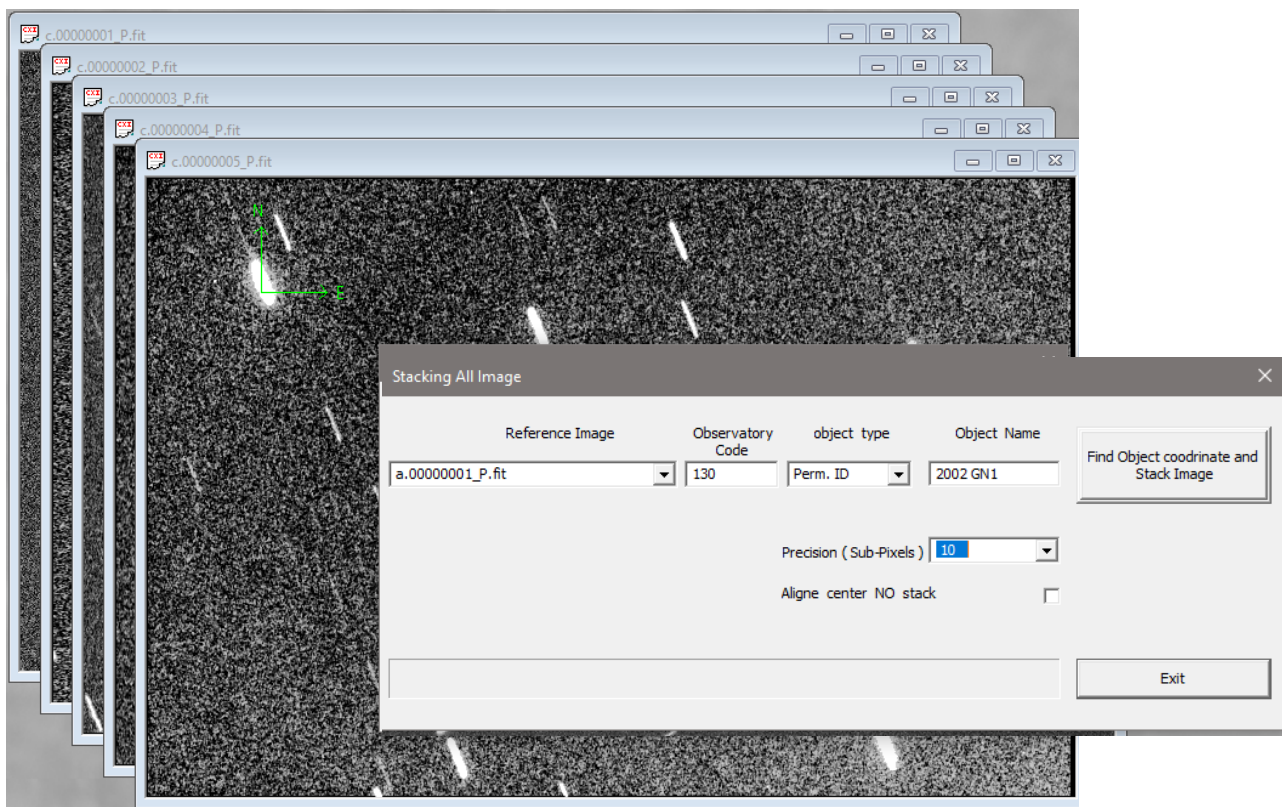 c.00000001_P.fit
c.00000002_P.fit
c.00000003_P.fit
c.00000004_P.fit
c.00000005_P.fit
N
E
Stacking All Image
Reference Image
Observatory
Code
object type
Object Name
a.00000001_P.fit
130
Perm. ID
2002 GN1
Find Object coodrinate and
Stack Image
Precision ( Sub-Pixels )
10
Aligne center NO stack
Exit